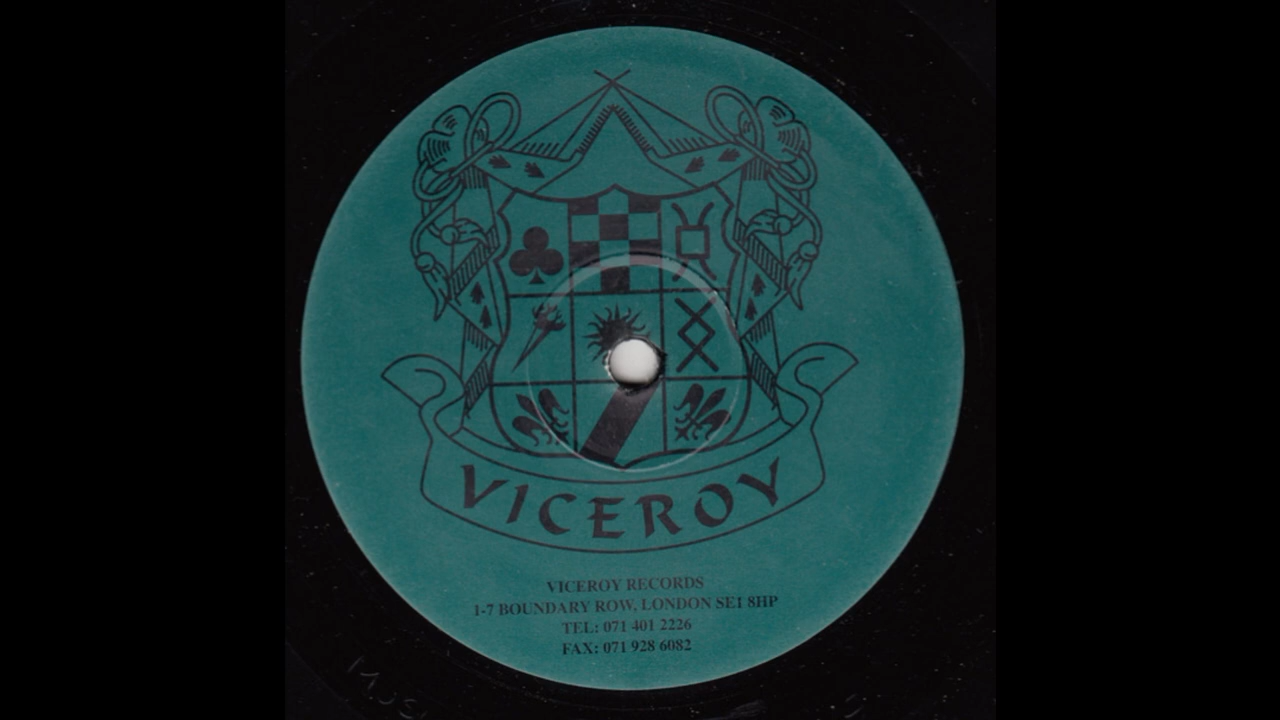 VICEROY
VICEROY RECORDS
1-7 BOUNDARY ROW, LONDON SE1 8HP
TEL: 071 401 2226
FAX: 071 928 6082